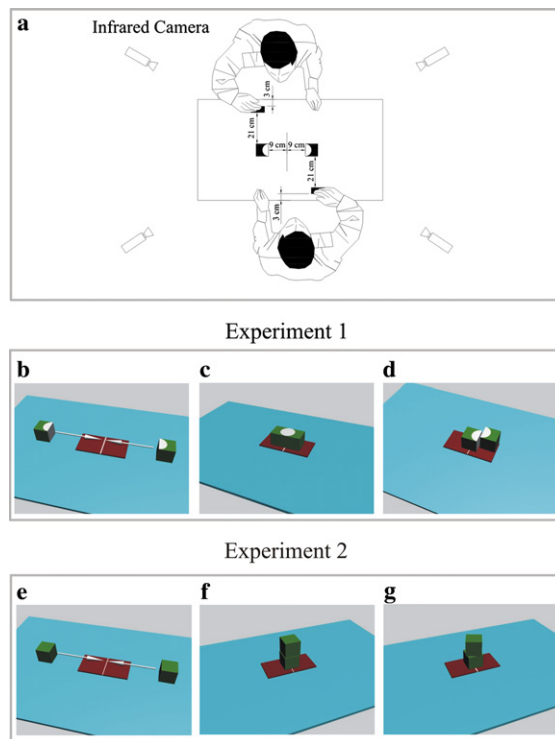 a
Infrared Camera
3 cm
21 cm
9 cm 9 cm
21 cm
3 cm
Experiment 1
b c d
Experiment 2
e f g